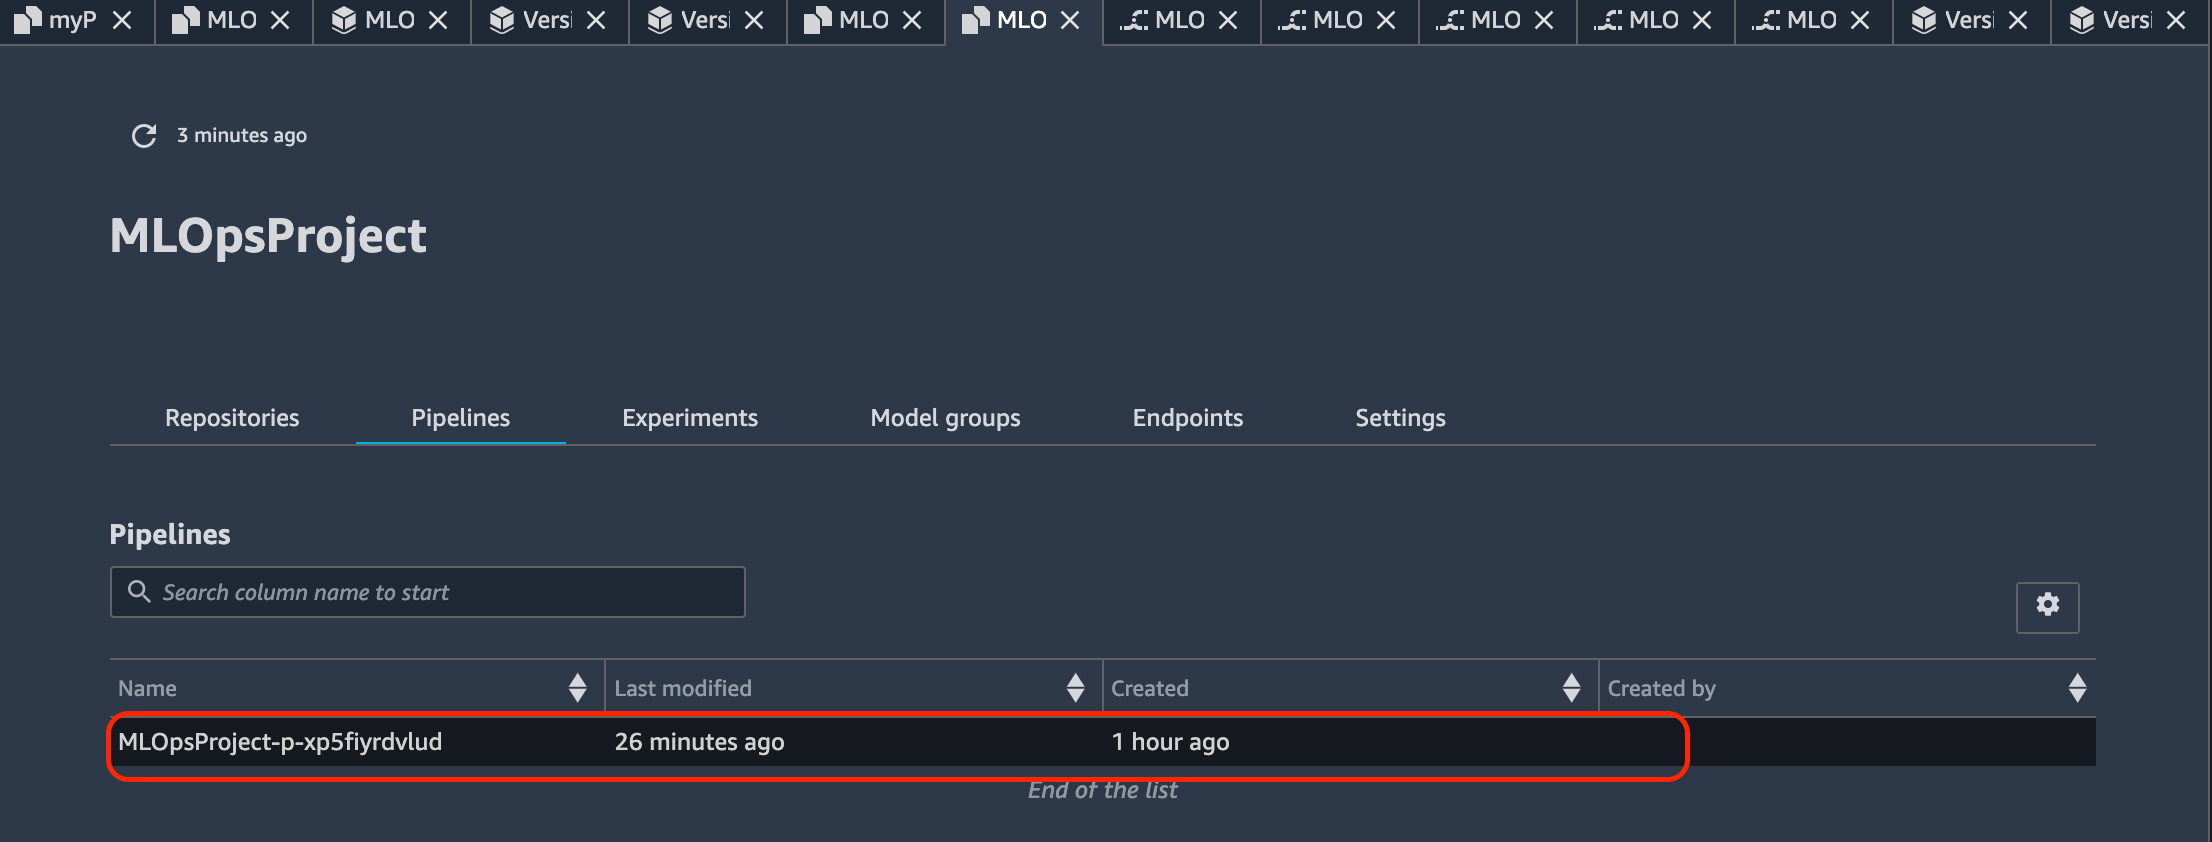 myP MLO MLO Versi Versi MLO MLO MLO MLO MLO MLO MLO Versi Versi
3 minutes ago
MLOpsProject
Repositories Pipelines Experiments Model groups Endpoints Settings
Pipelines
Search column name to start
Name Last modified Created Created by
MLOpsProject-p-xp5fiyrdvlud 26 minutes ago 1 hour ago
End of the list